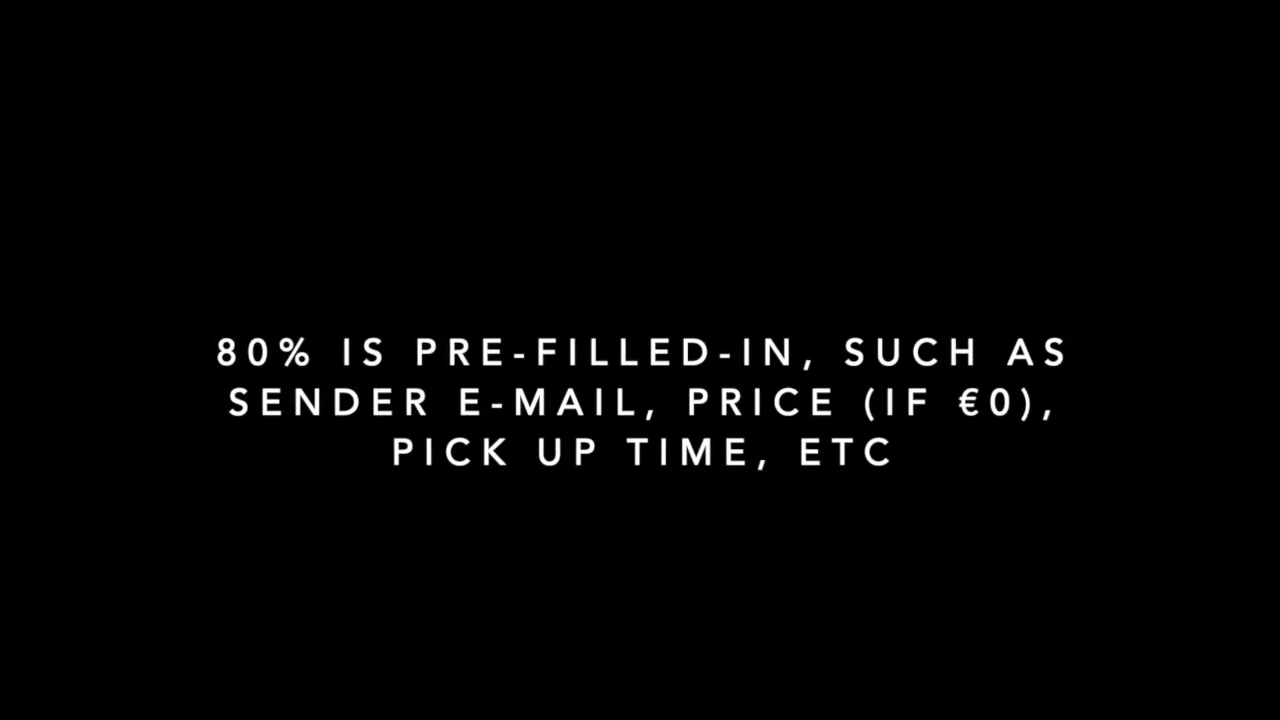 80% IS PRE-FILLED-IN, SUCH AS
SENDER E-MAIL, PRICE (IF €0),
PICK UP TIME, ETC